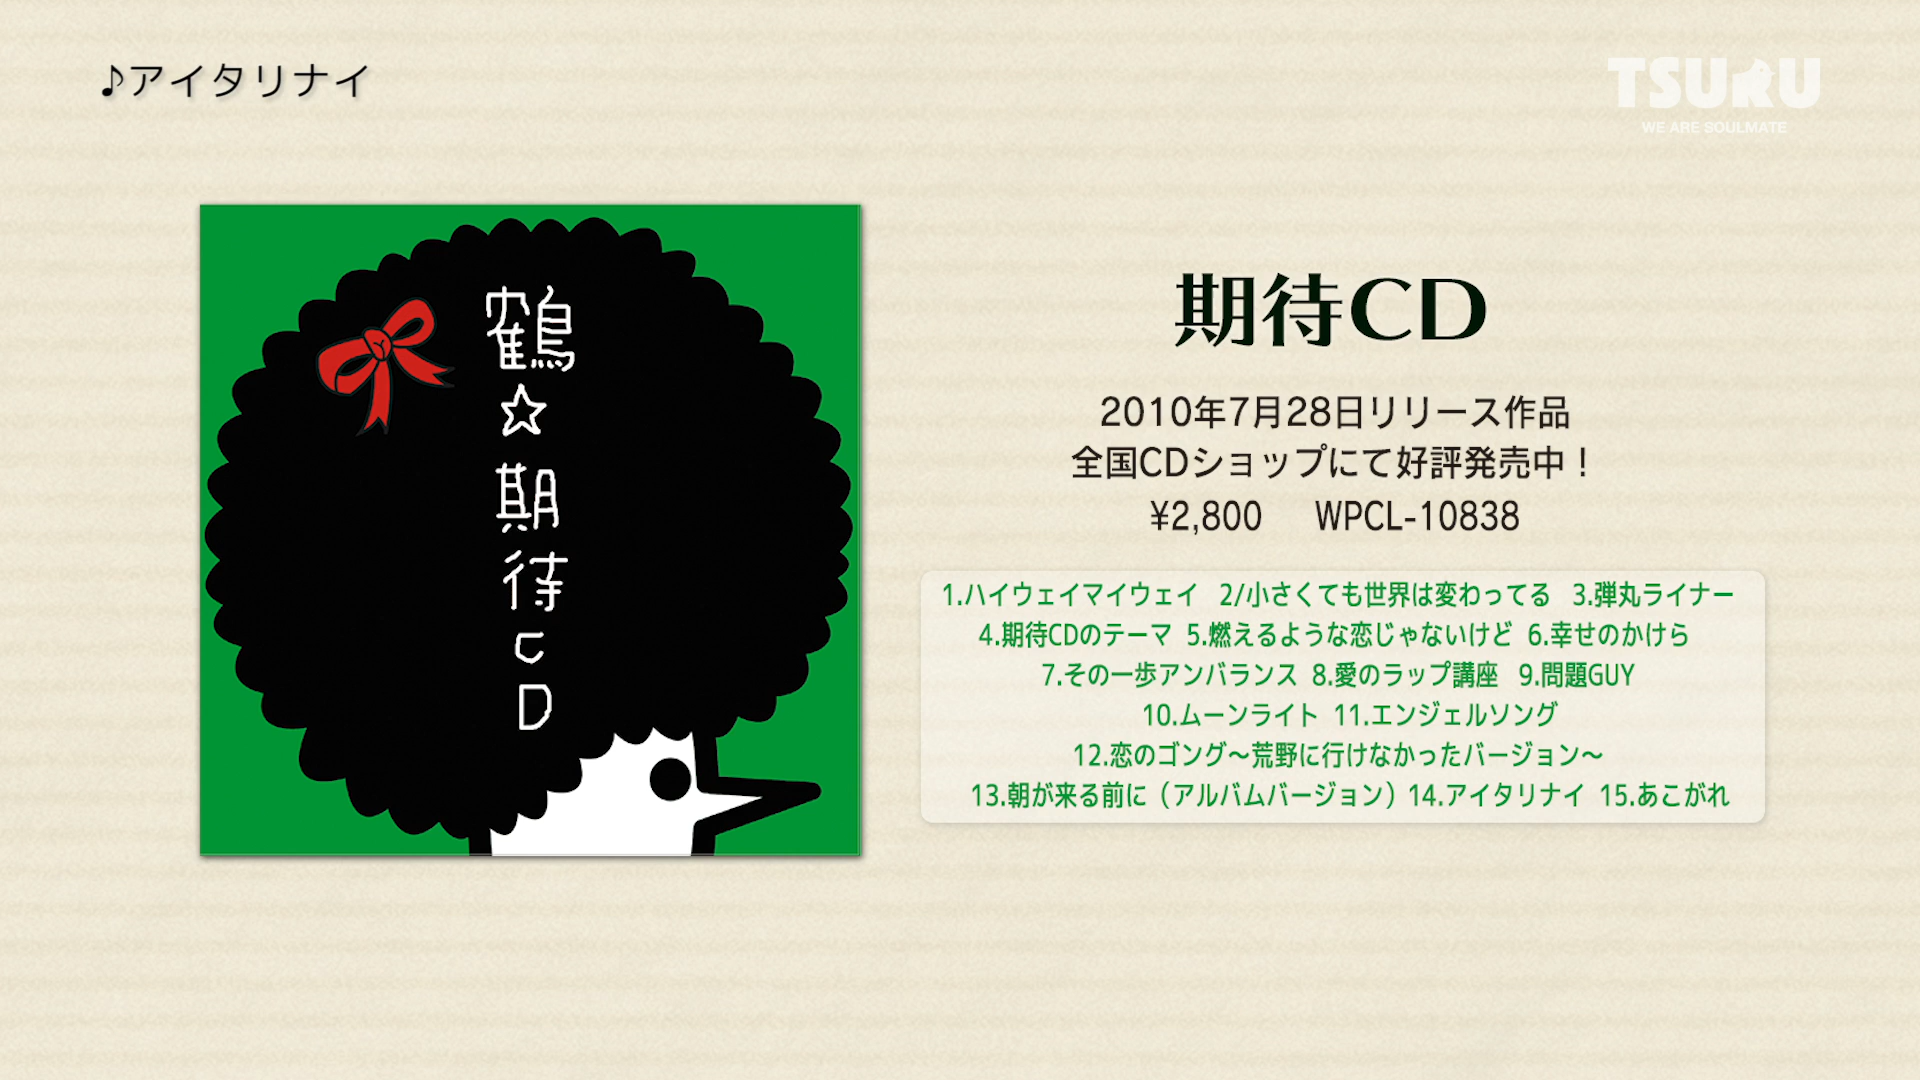 ♪アイタリナイ
TSURU
WE ARE SOULMATE
鶴☆期待CD
期待CD
2010年7月28日リリース作品
全国CDショップにて好評発売中！
¥2,800 WPCL-10838
1.ハイウェイマイウェイ 2/小さくても世界は変わってる 3.弾丸ライナー
4.期待CDのテーマ 5.燃えるような恋じゃないけど 6.幸せのかけら
7.その一歩アンバランス 8.愛のラップ講座 9.問題GUY
10.ムーンライト 11.エンジェルソング
12.恋のゴング〜荒野に行けなかったバージョン〜
13.朝が来る前に（アルバムバージョン）14.アイタリナイ 15.あこがれ